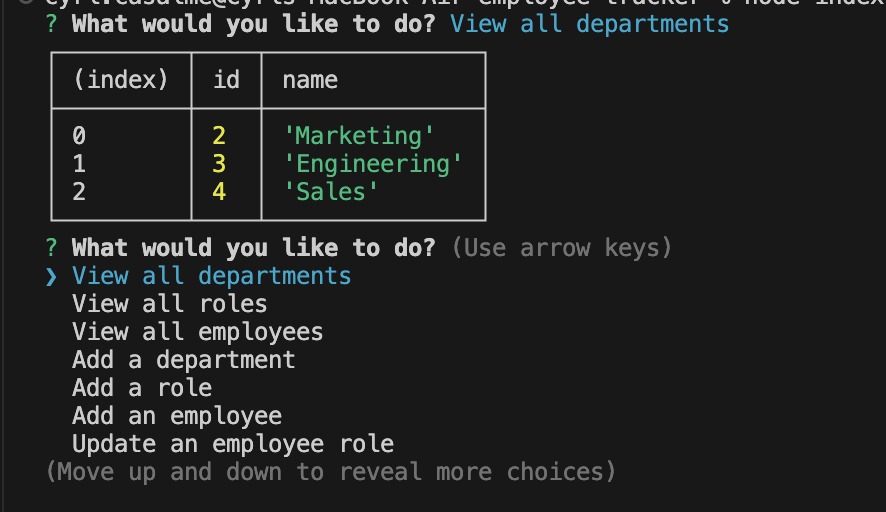 ? What would you like to do? View all departments
(index) id name
0 2 'Marketing'
1 3 'Engineering'
2 4 'Sales'
? What would you like to do? (Use arrow keys)
❯ View all departments
View all roles
View all employees
Add a department
Add a role
Add an employee
Update an employee role
(Move up and down to reveal more choices)